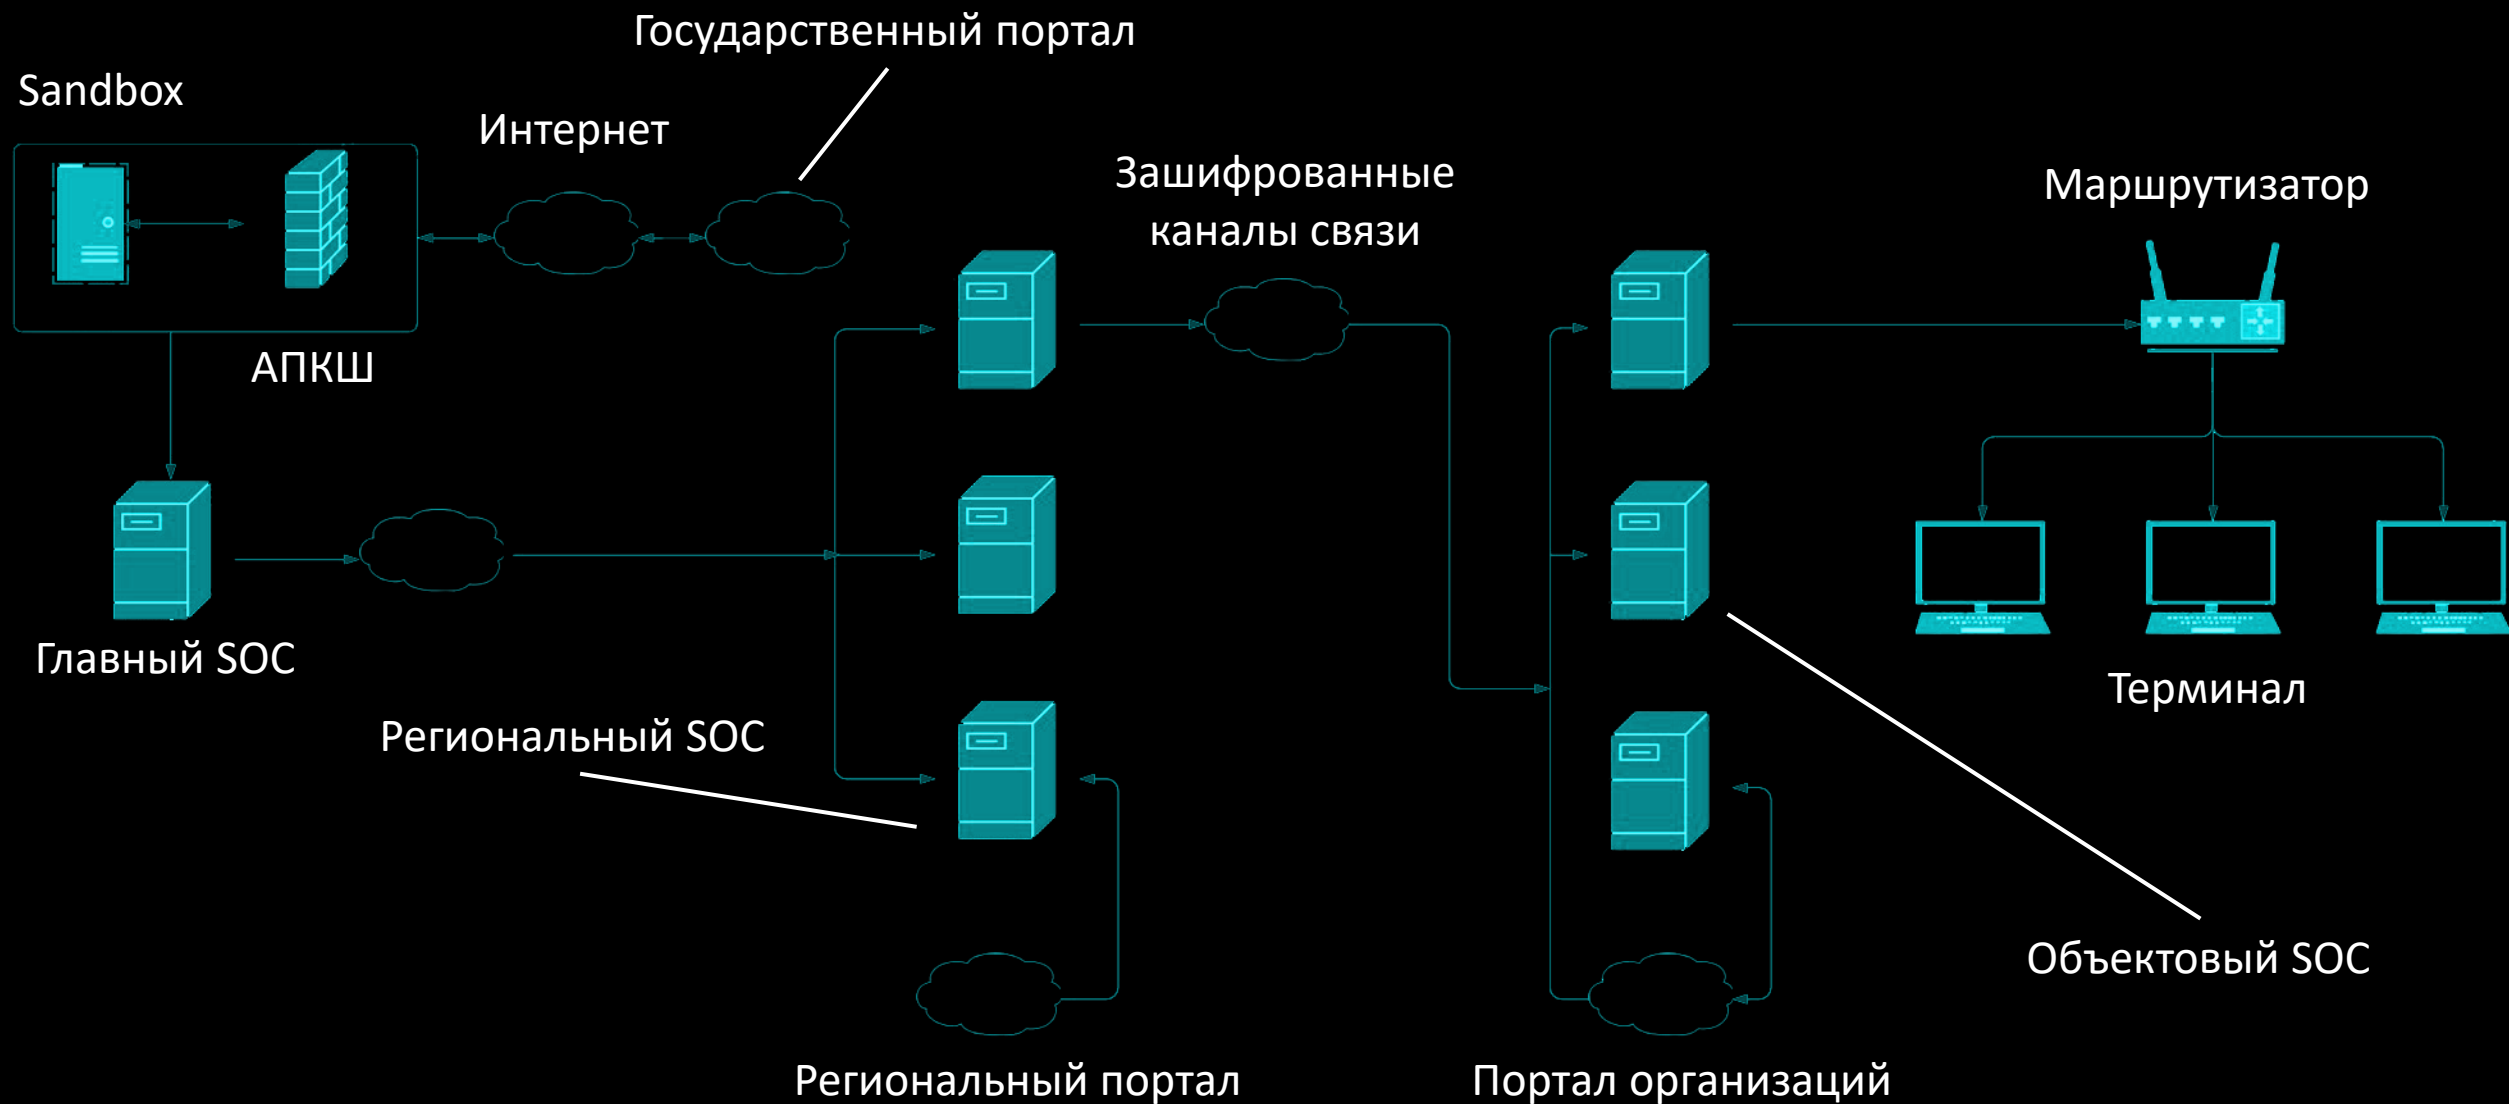 Государственный портал
Sandbox
Интернет
Зашифрованные
каналы связи
Маршрутизатор
АПКШ
Главный SOC
Региональный SOC
Терминал
Объектовый SOC
Региональный портал
Портал организаций